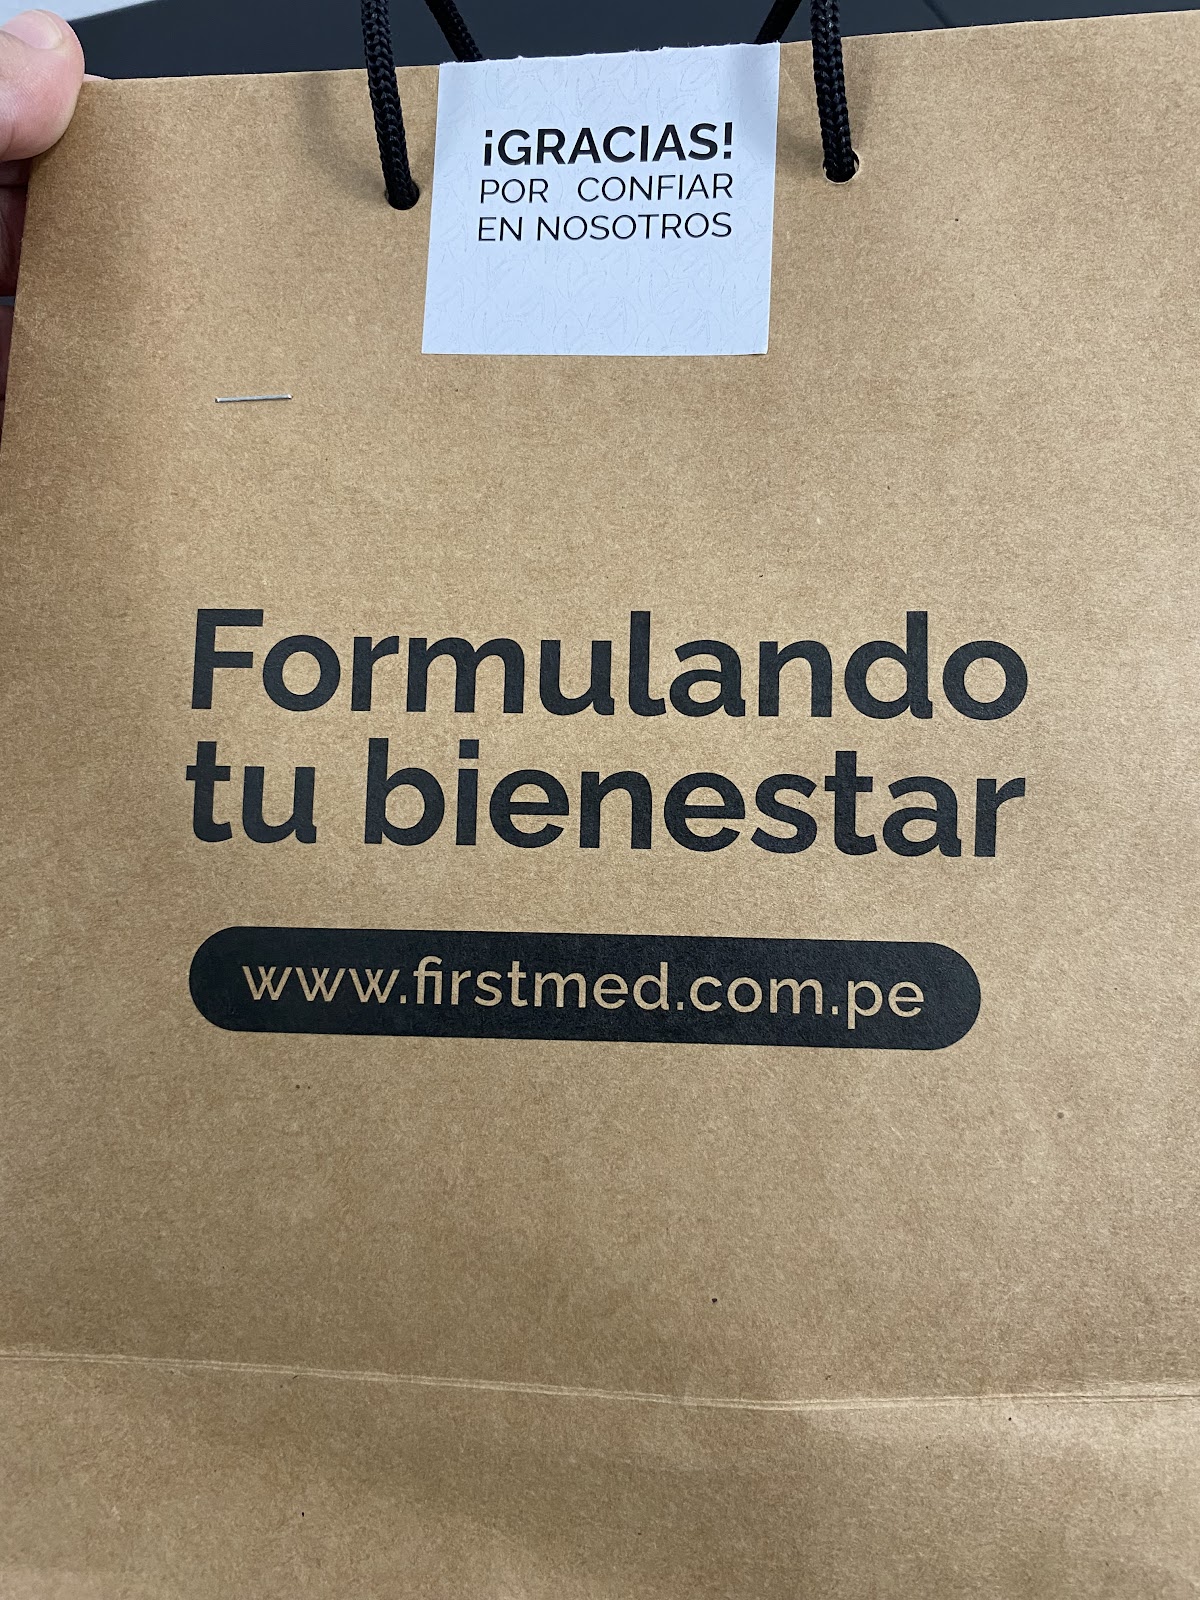 ¡GRACIAS!
POR CONFIAR
EN NOSOTROS
Formulando
tu bienestar
www.firstmed.com.pe